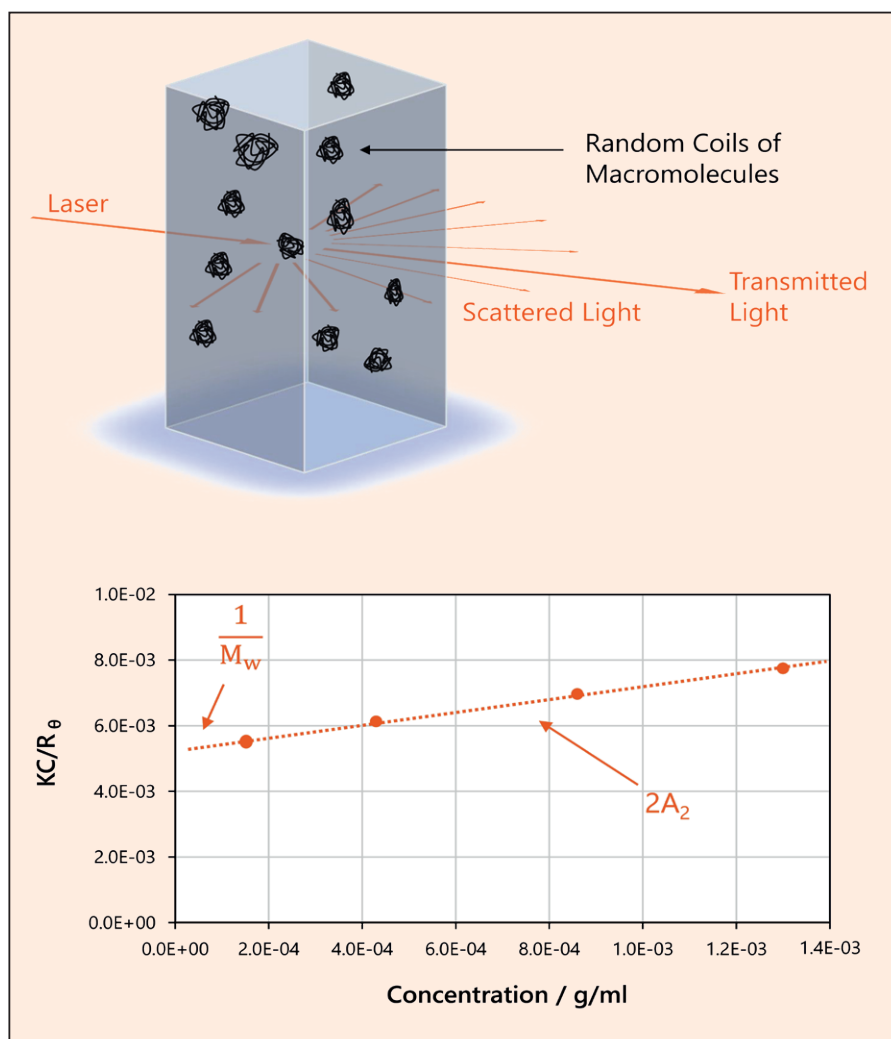 Random Coils of
Macromolecules
Laser
Transmitted
Light
Scattered Light
1.0E-02
8.0E-03
6.0E-03
4.0E-03
2.0E-03
0.0E+00
KC/Rθ
1
Mw
2A₂
0.0E+00 2.0E-04 4.0E-04 6.0E-04 8.0E-04 1.0E-03 1.2E-03 1.4E-03
Concentration / g/ml